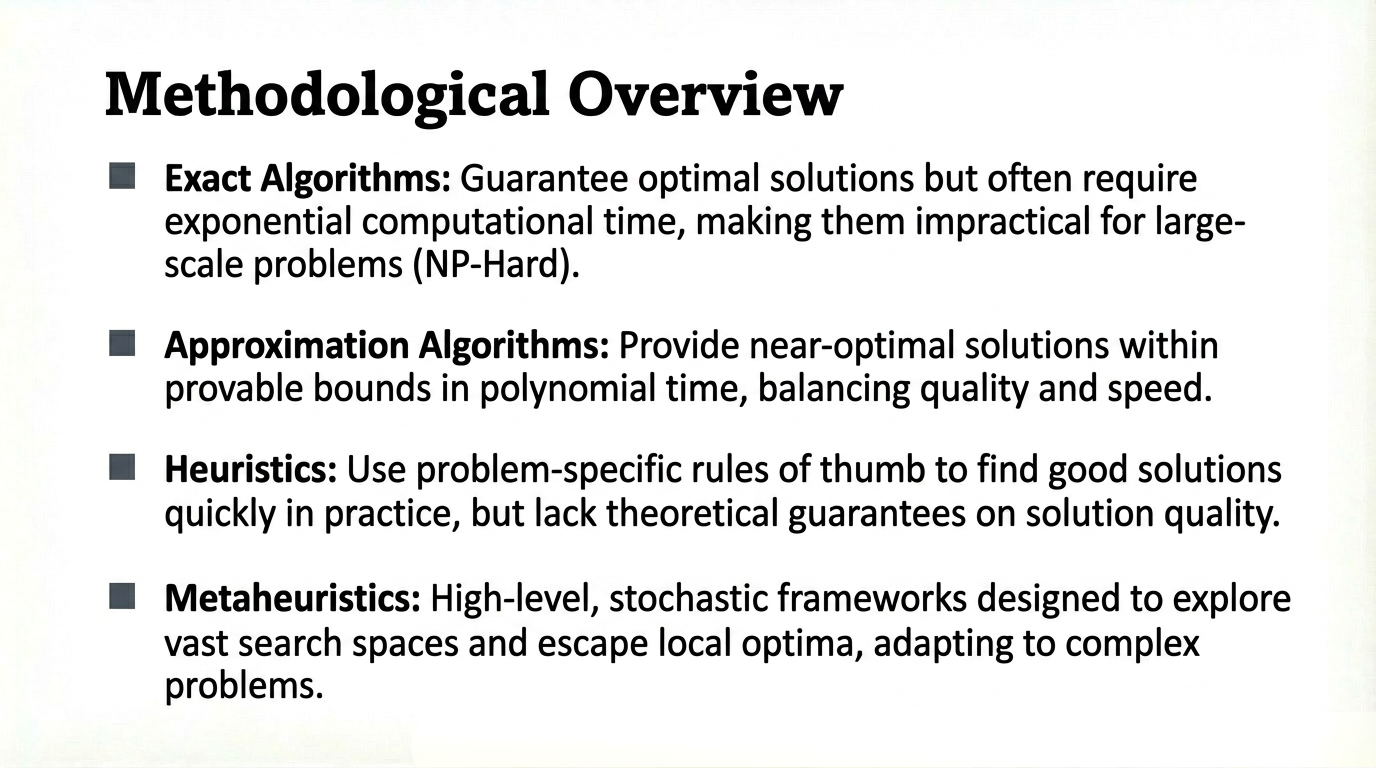 Methodological Overview
Exact Algorithms: Guarantee optimal solutions but often require
exponential computational time, making them impractical for large-
scale problems (NP-Hard).
Approximation Algorithms: Provide near-optimal solutions within
provable bounds in polynomial time, balancing quality and speed.
Heuristics: Use problem-specific rules of thumb to find good solutions
quickly in practice, but lack theoretical guarantees on solution quality.
Metaheuristics: High-level, stochastic frameworks designed to explore
vast search spaces and escape local optima, adapting to complex
problems.